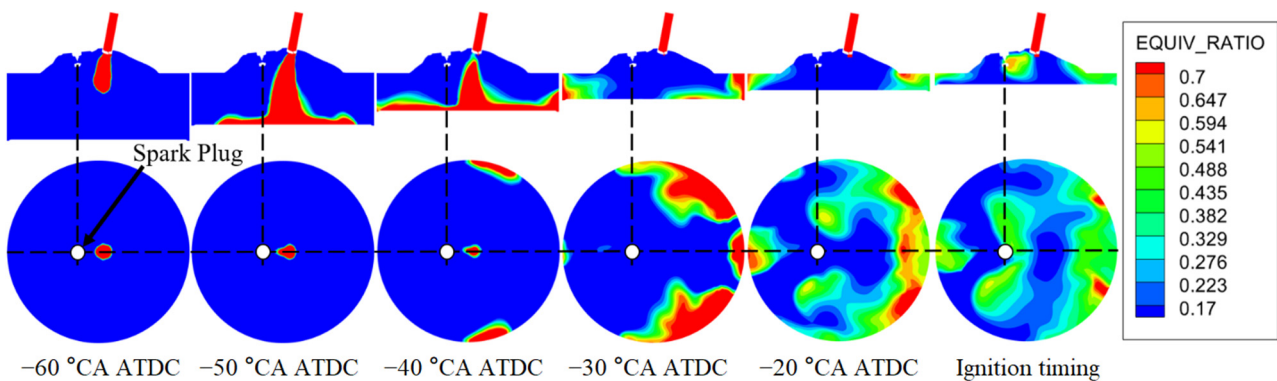 EQUIV_RATIO
0.7
0.647
0.594
0.541
0.488
0.435
0.382
0.329
0.276
0.223
0.17
Spark Plug
−60 °CA ATDC
−50 °CA ATDC
−40 °CA ATDC
−30 °CA ATDC
−20 °CA ATDC
Ignition timing